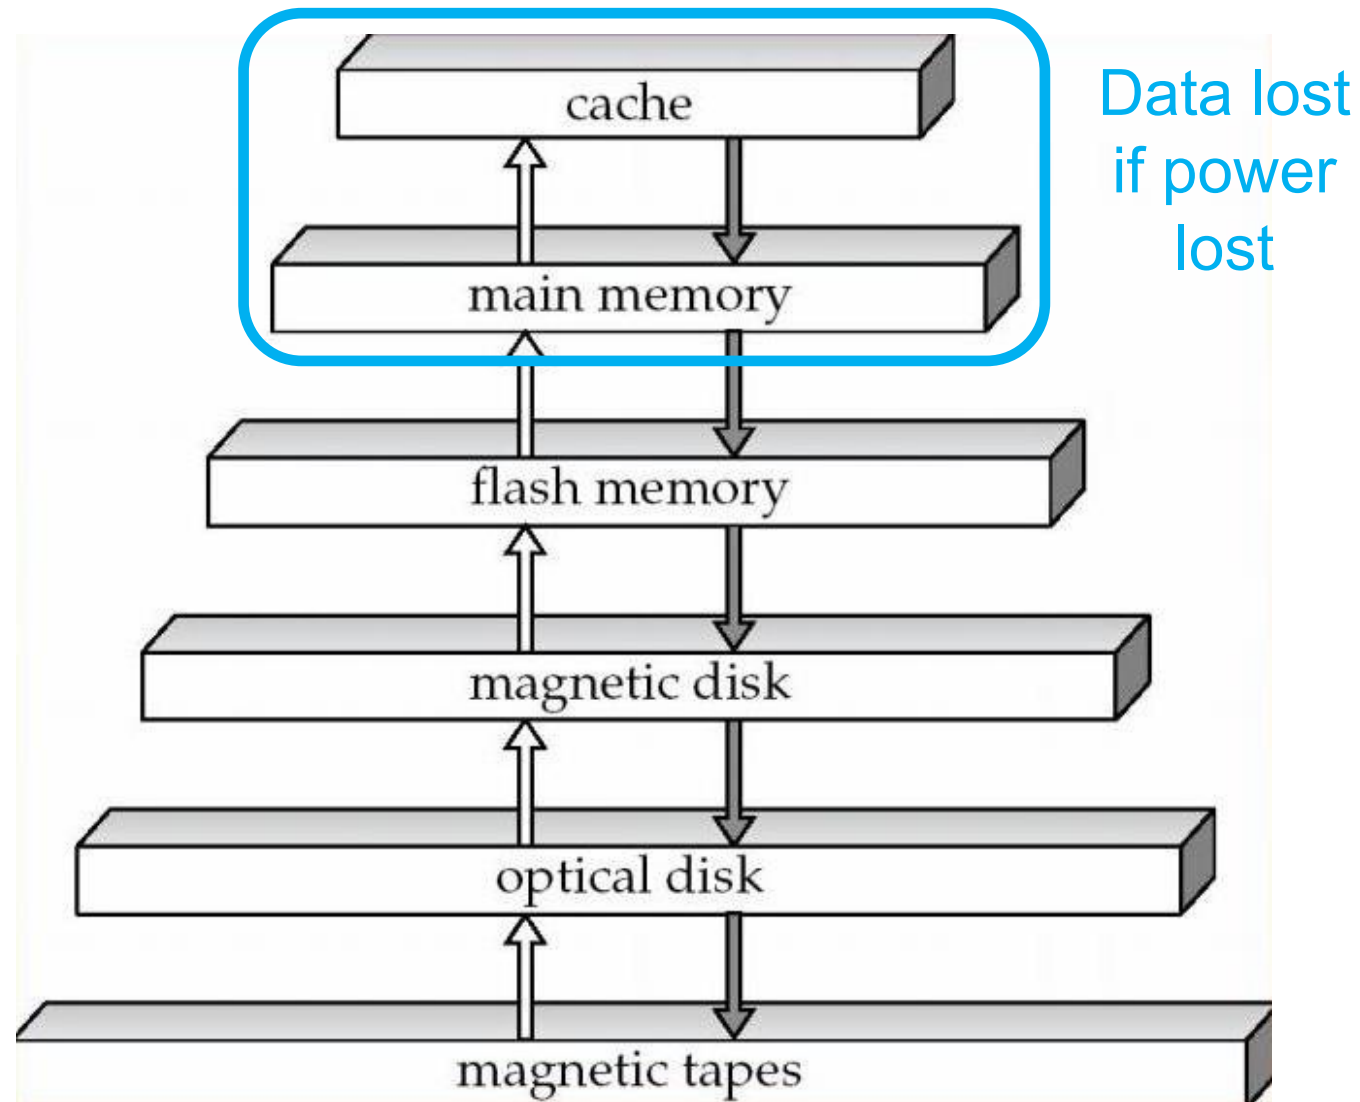 cache
Data lost
if power
lost
main memory
flash memory
magnetic disk
optical disk
magnetic tapes